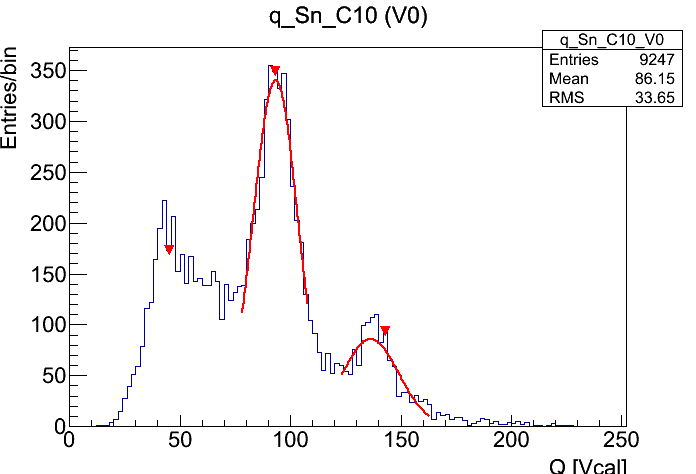 q_Sn_C10 (V0)
q_Sn_C10_V0
Entries 9247
Mean 86.15
RMS 33.65
Entries/bin
350
300
250
200
150
100
50
0
0 50 100 150 200 250
Q [Vcal]